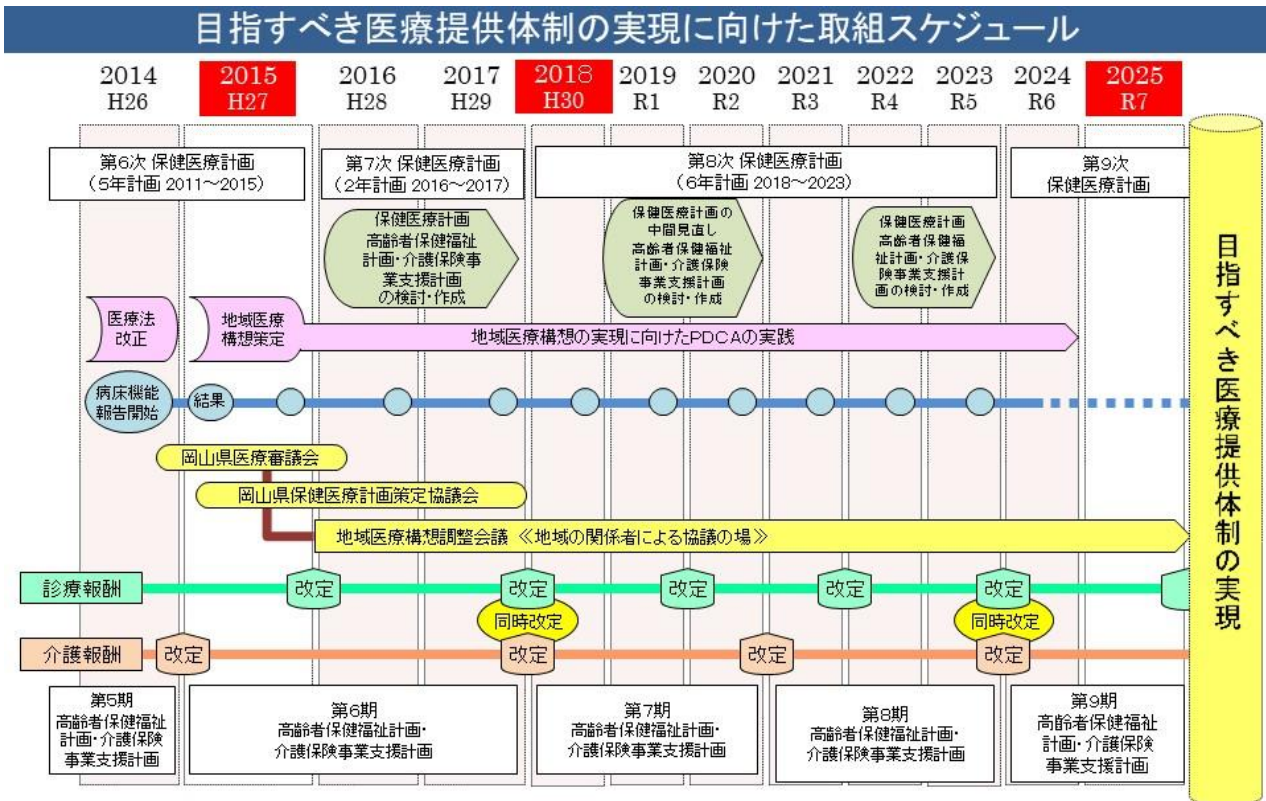 目指すべき医療提供体制の実現に向けた取組スケジュール
2014
H26
2015
H27
2016
H28
2017
H29
2018
H30
2019
R1
2020
R2
2021
R3
2022
R4
2023
R5
2024
R6
2025
R7
第6次 保健医療計画
(5年計画 2011～2015)
第7次 保健医療計画
(2年計画 2016～2017)
第8次 保健医療計画
(6年計画 2018～2023)
第9次
保健医療計画
保健医療計画
高齢者保健福祉
計画・介護保険事
業支援計画
の検討・作成
保健医療計画の
中間見直し
高齢者保健福祉
計画・介護保険
事業支援計画
の検討・作成
保健医療計画
高齢者保健福
祉計画・介護保
険事業支援計
画の検討・作成
医療法
改正
地域医療
構想策定
地域医療構想の実現に向けたPDCAの実践
病床機能
報告開始
結果
岡山県医療審議会
岡山県保健医療計画策定協議会
地域医療構想調整会議 ≪地域の関係者による協議の場≫
診療報酬
改定
改定
改定
改定
改定
同時改定
同時改定
介護報酬
改定
改定
改定
改定
第5期
高齢者保健福祉
計画・介護保険
事業支援計画
第6期
高齢者保健福祉計画・
介護保険事業支援計画
第7期
高齢者保健福祉計画・
介護保険事業支援計画
第8期
高齢者保健福祉計画・
介護保険事業支援計画
第9期
高齢者保健福祉
計画・介護保険
事業支援計画
目指すべき医療提供体制の実現